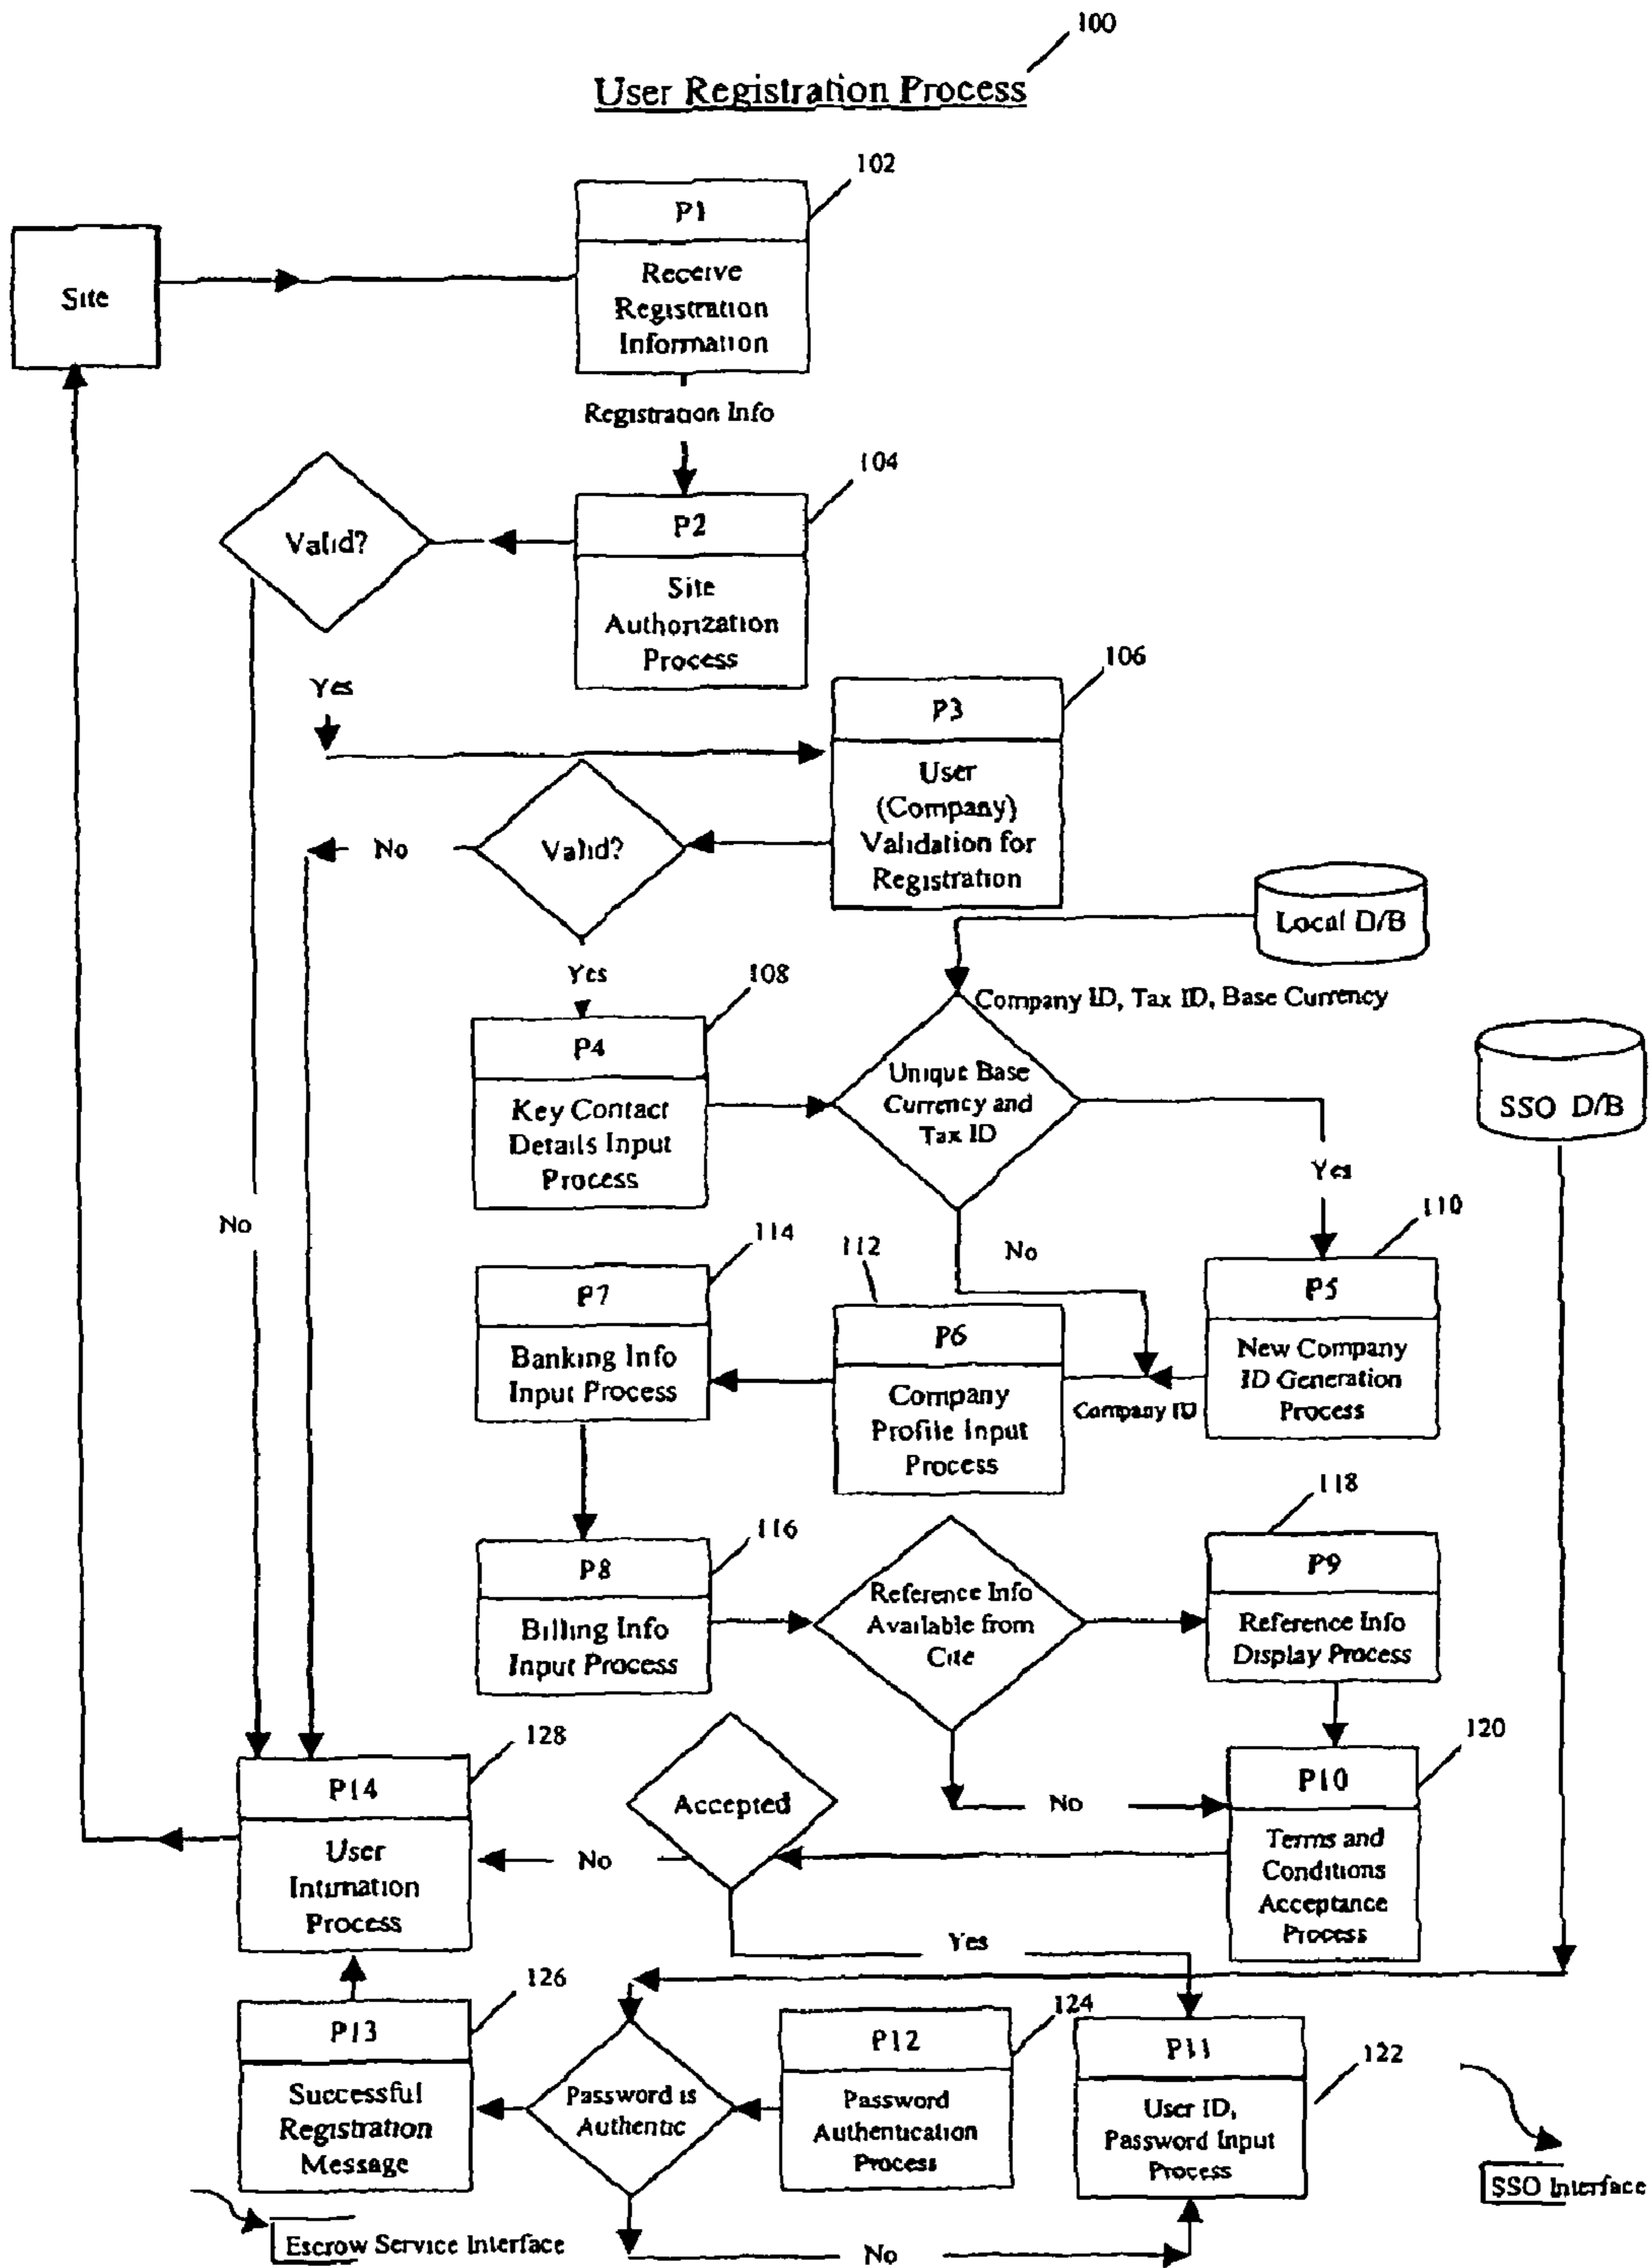 100
User Registration Process
102
P1
Receive
Registration
Information
Site
Registration Info
104
Valid?
P2
Site
Authorization
Process
Yes
106
P3
User
(Company)
Validation for
Registration
No
Valid?
Local D/B
Yes
108
Company ID, Tax ID, Base Currency
P4
Key Contact
Details Input
Process
Unique Base
Currency and
Tax ID
SSO D/B
Yes
No
114
112
No
110
P7
Banking Info
Input Process
P6
Company
Profile Input
Process
Company ID
P5
New Company
ID Generation
Process
118
116
P8
Billing Info
Input Process
Reference Info
Available from
Cite
P9
Reference Info
Display Process
128
120
P14
User
Intimation
Process
Accepted
No
No
P10
Terms and
Conditions
Acceptance
Process
Yes
126
124
P13
Successful
Registration
Message
Password is
Authentic
P12
Password
Authentication
Process
P11
User ID,
Password Input
Process
122
SSO Interface
Escrow Service Interface
No